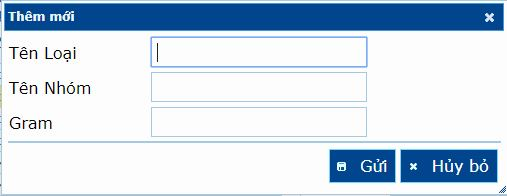 Thêm mới
Tên Loại
Tên Nhóm
Gram
Gửi Hủy bỏ